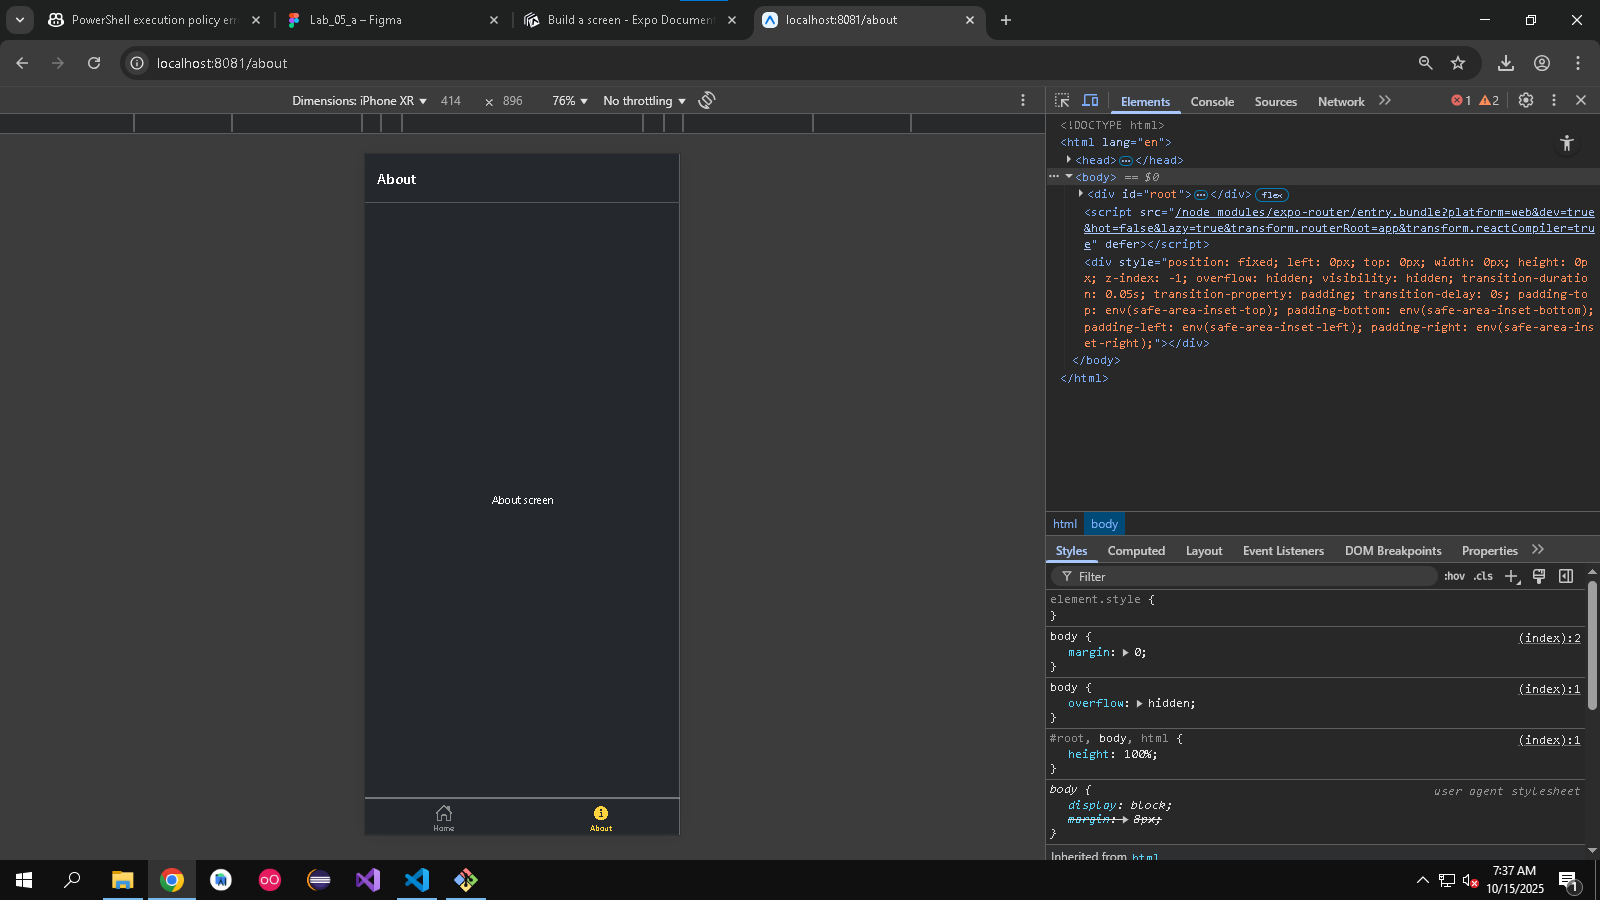 PowerShell execution policy err
Lab_05_a – Figma
Build a screen - Expo Document
localhost:8081/about
localhost:8081/about
Dimensions: iPhone XR
414
×
896
76%
No throttling
Elements
Console
Sources
Network
1
2
<!DOCTYPE html>
<html lang="en">
<head>
</head>
<body> == $0
<div id="root">
</div>
flex
<script src="/node_modules/expo-router/entry.bundle?platform=web&dev=true
&hot=false&lazy=true&transform.routerRoot=app&transform.reactCompiler=tru
e" defer></script>
<div style="position: fixed; left: 0px; top: 0px; width: 0px; height: 0p
x; z-index: -1; overflow: hidden; visibility: hidden; transition-duratio
n: 0.05s; transition-property: padding; transition-delay: 0s; padding-to
p: env(safe-area-inset-top); padding-bottom: env(safe-area-inset-bottom);
padding-left: env(safe-area-inset-left); padding-right: env(safe-area-ins
et-right);"></div>
</body>
</html>
About
About screen
Home
About
html
body
Styles
Computed
Layout
Event Listeners
DOM Breakpoints
Properties
Filter
:hov
.cls
element.style {
}
body {
(index):2
margin: 0;
}
body {
(index):1
overflow: hidden;
}
#root, body, html {
(index):1
height: 100%;
}
body {
user agent stylesheet
display: block;
margin: 8px;
}
Inherited from html
7:37 AM
10/15/2025
1